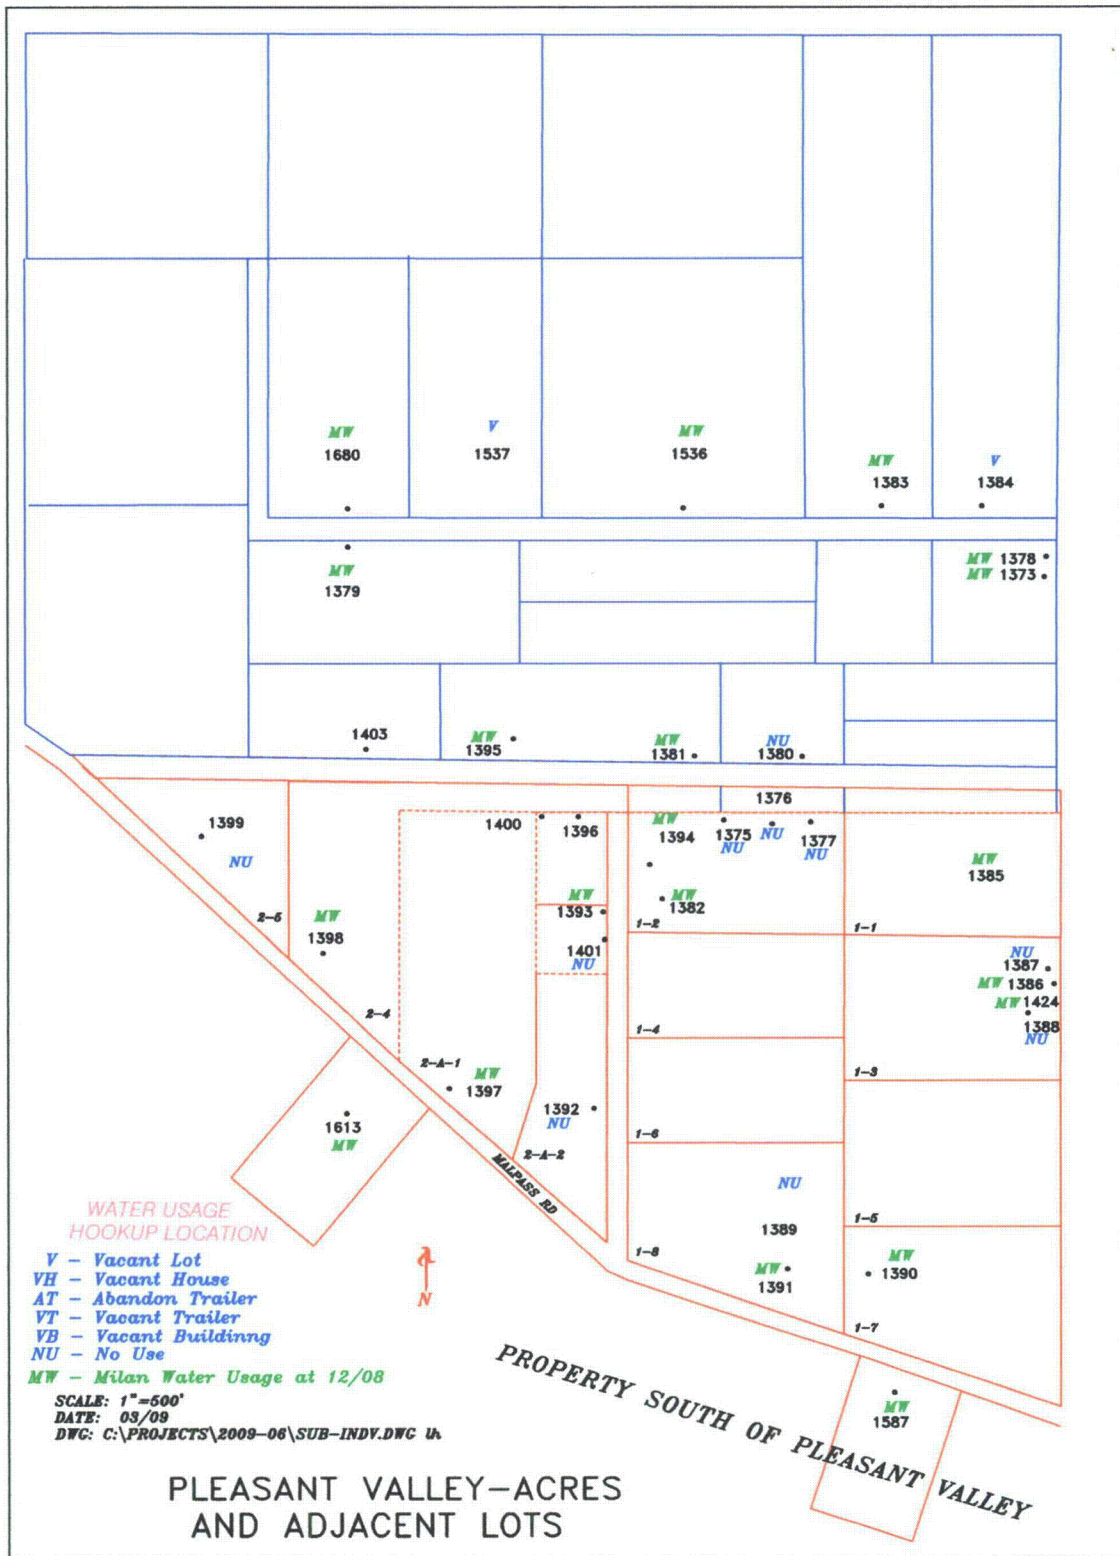 MW V MW
1680 1537 1536
MW V
1383 1384
MW 1378
MW 1373
MW
1379
1403
MW MW NU
1395 1381 1380
1376
1399 1400 1396 MW 1394 1375 1377
NU NU NU NU
MW
1385
MW MW
1393 1382
2-5 MW 1-2 1-1
1398 1401 NU
NU 1387
MW 1386
MW 1424
2-4 1-4 1388
NU
2-A-1 MW 1-3
1397
1392
1613 NU 1-6
MW 2-A-2
MALPASS RD
NU
1389 1-5
1-8 MW
MW 1390
1391
1-7
WATER USAGE
HOOKUP LOCATION
V - Vacant Lot
VH - Vacant House
AT - Abandon Trailer
VT - Vacant Trailer
VB - Vacant Buildinng
NU - No Use
MW - Milan Water Usage at 12/08
N
SCALE: 1"=500'
DATE: 03/09
DWG: C:\PROJECTS\2009-06\SUB-INDV.DWG
PROPERTY SOUTH OF PLEASANT VALLEY
MW
1587
PLEASANT VALLEY-ACRES
AND ADJACENT LOTS